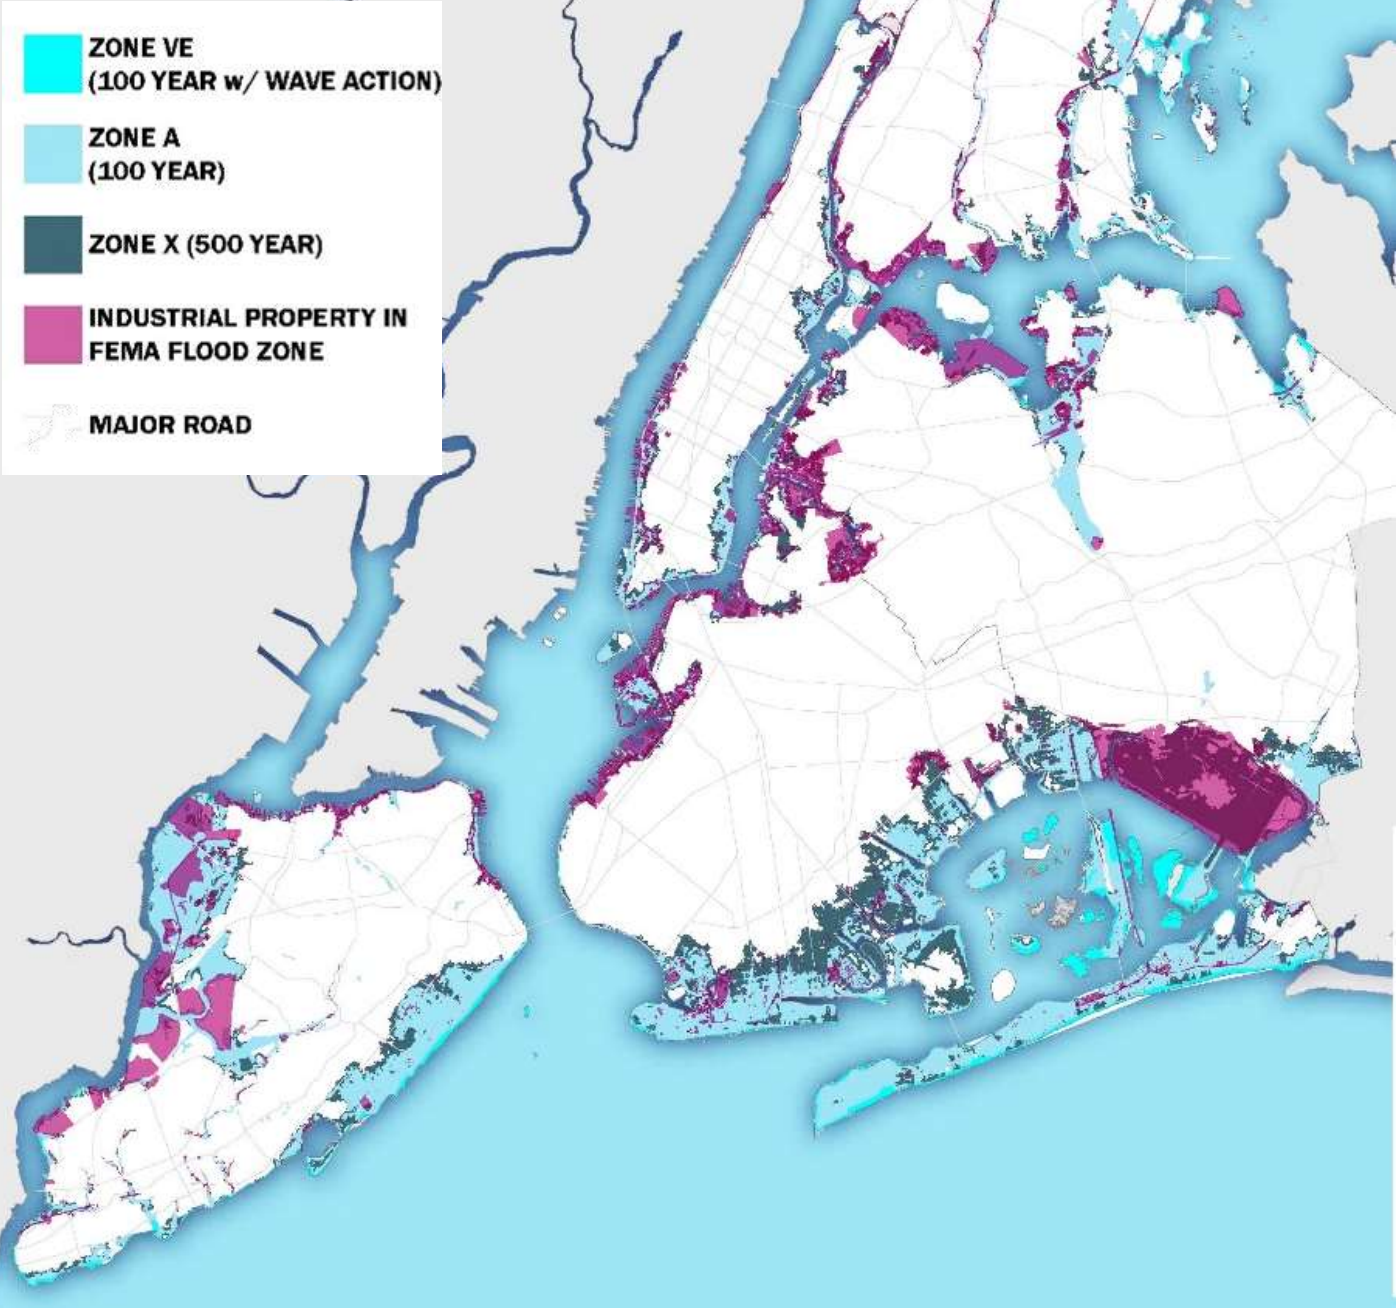 ZONE VE
(100 YEAR w/ WAVE ACTION)
ZONE A
(100 YEAR)
ZONE X (500 YEAR)
INDUSTRIAL PROPERTY IN
FEMA FLOOD ZONE
MAJOR ROAD